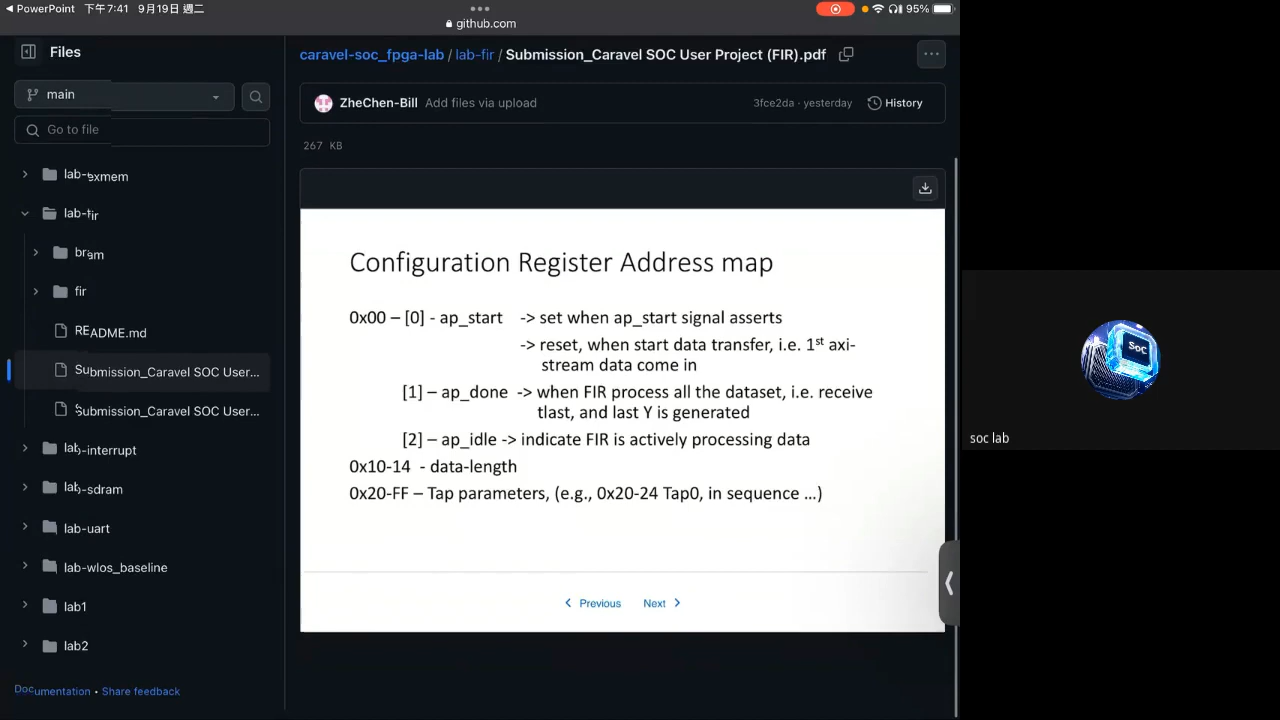 PowerPoint 下午7:41 9月19日 週二
95%
github.com
Files
main
Go to file
lab-exmem
lab-fir
bram
fir
README.md
Submission_Caravel SOC User...
Submission_Caravel SOC User...
lab-interrupt
lab-sdram
lab-uart
lab-wlos_baseline
lab1
lab2
Documentation • Share feedback
caravel-soc_fpga-lab / lab-fir / Submission_Caravel SOC User Project (FIR).pdf
ZheChen-Bill Add files via upload
3fce2da · yesterday
History
267 KB
Configuration Register Address map
0x00 – [0] - ap_start -> set when ap_start signal asserts
-> reset, when start data transfer, i.e. 1st axi-
stream data come in
[1] – ap_done -> when FIR process all the dataset, i.e. receive
tlast, and last Y is generated
[2] – ap_idle -> indicate FIR is actively processing data
0x10-14 - data-length
0x20-FF – Tap parameters, (e.g., 0x20-24 Tap0, in sequence ...)
Previous Next
SoC
soc lab